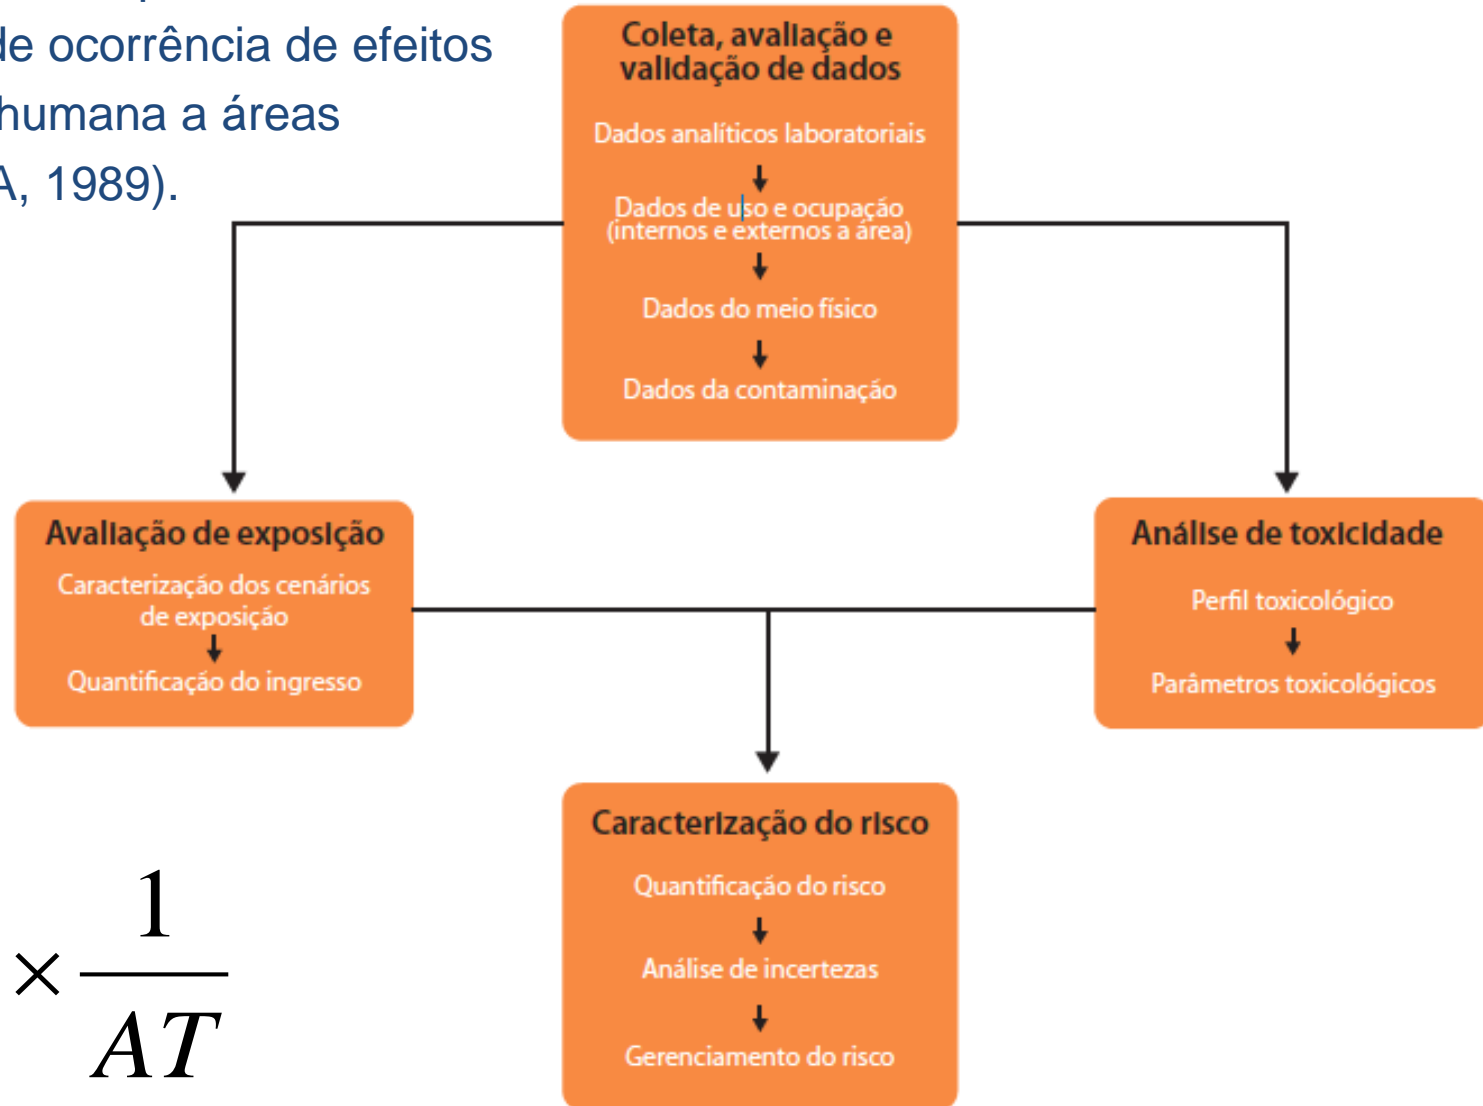 de ocorrência de efeitos
humana a áreas
A, 1989).
Coleta, avaliação e
validação de dados
Dados analíticos laboratoriais
Dados de uso e ocupação
(internos e externos a área)
Dados do meio físico
Dados da contaminação
Avaliação de exposição
Caracterização dos cenários
de exposição
Quantificação do ingresso
Análise de toxicidade
Perfil toxicológico
Parâmetros toxicológicos
Caracterização do risco
Quantificação do risco
Análise de incertezas
Gerenciamento do risco
× 1
AT